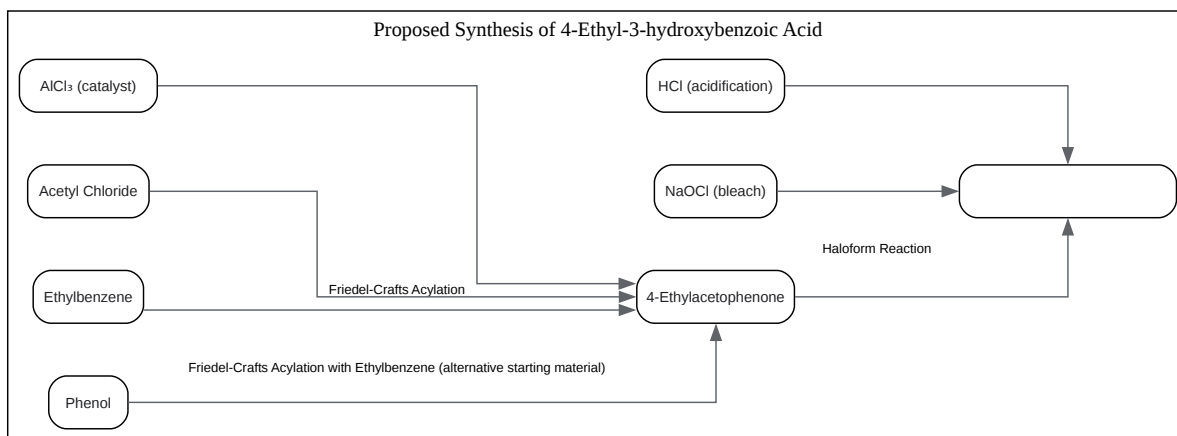 Proposed Synthesis of 4-Ethyl-3-hydroxybenzoic Acid
AlCl₃ (catalyst)
HCl (acidification)
Acetyl Chloride
NaOCl (bleach)
Haloform Reaction
Ethylbenzene
Friedel-Crafts Acylation
4-Ethylacetophenone
Friedel-Crafts Acylation with Ethylbenzene (alternative starting material)
Phenol